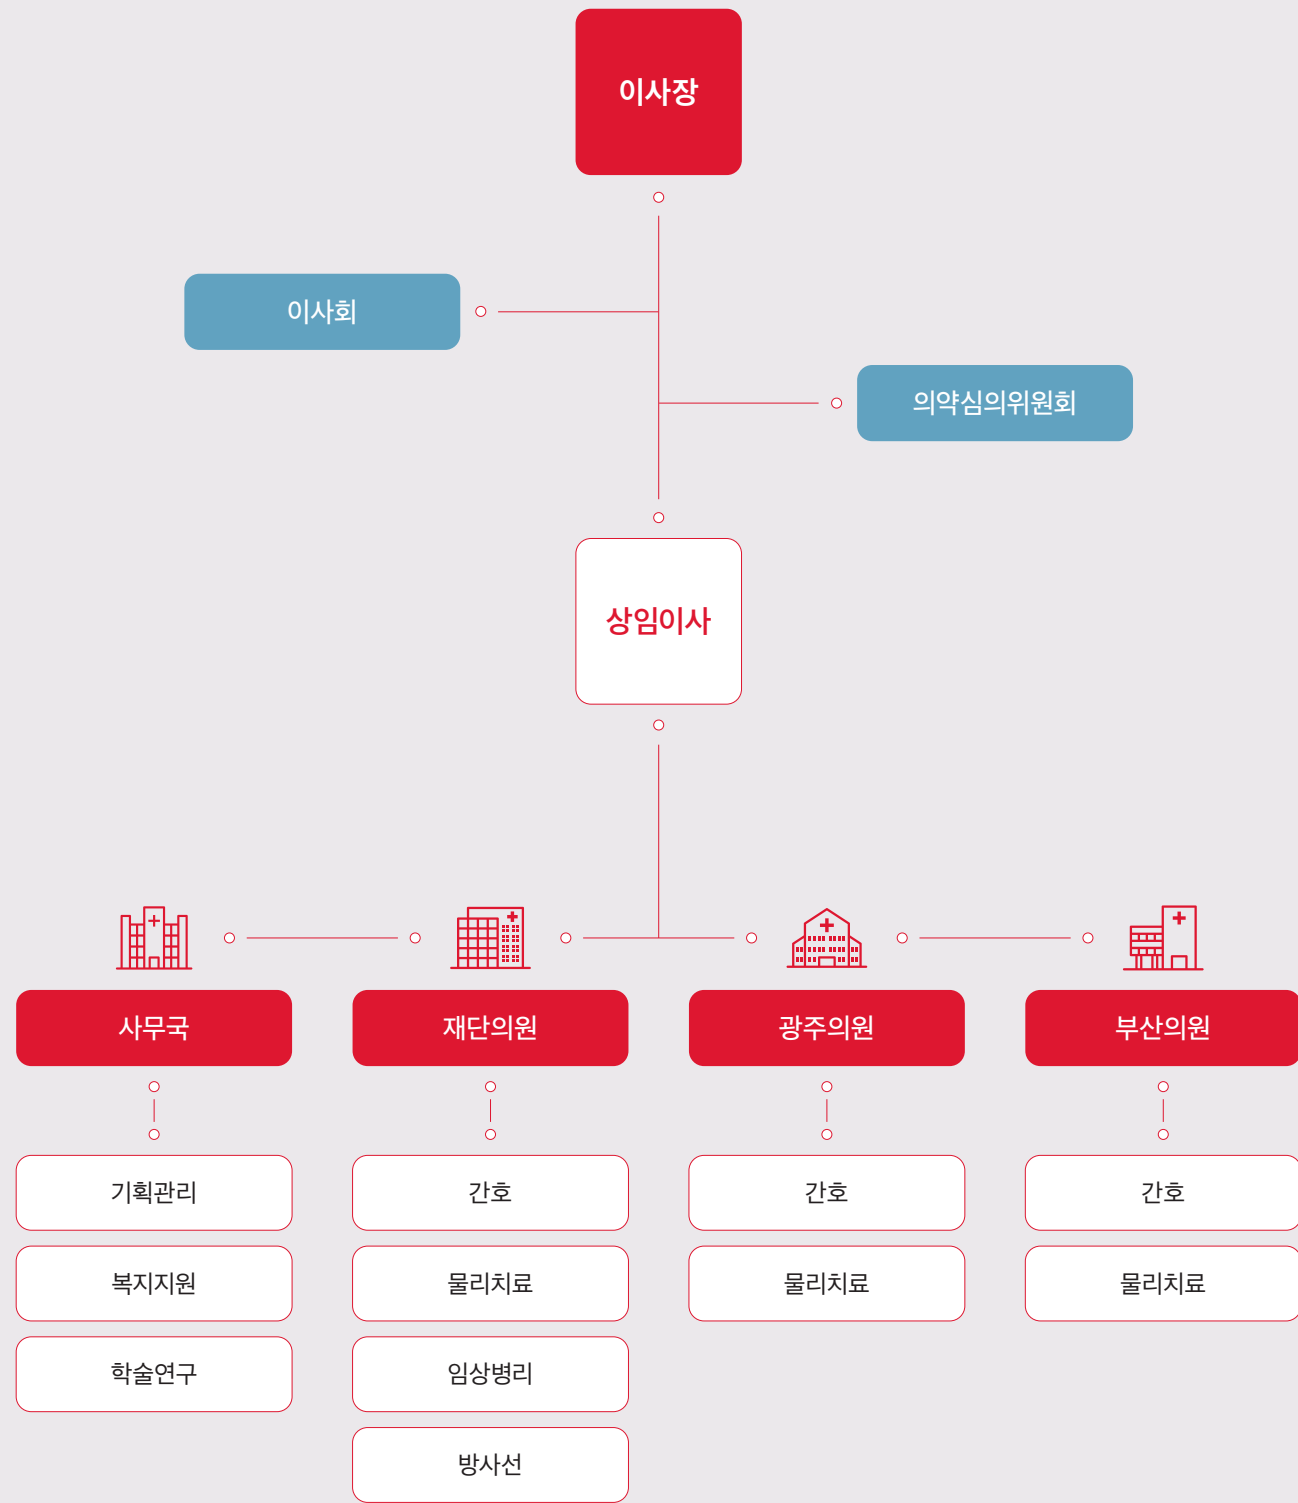 이사장
이사회
의약심의위원회
상임이사
사무국
재단의원
광주의원
부산의원
기획관리
간호
간호
간호
복지지원
물리치료
물리치료
물리치료
학술연구
임상병리
방사선